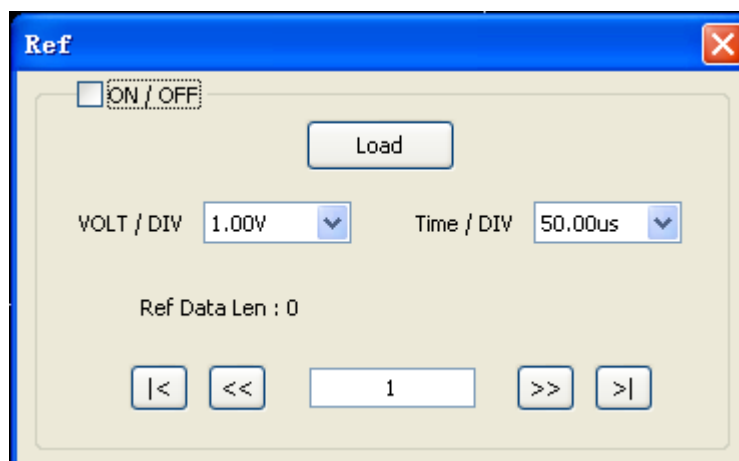 Ref
ON / OFF
Load
VOLT / DIV 1.00V Time / DIV 50.00us
Ref Data Len : 0
|< << 1 >> >|